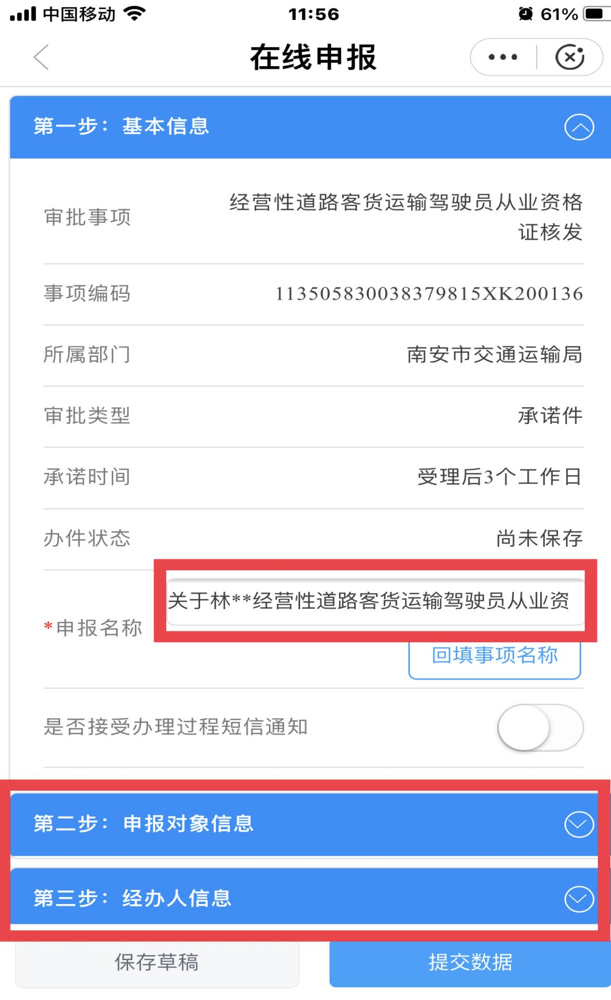 中国移动
11:56
61%
在线申报
第一步：基本信息
审批事项
经营性道路客货运输驾驶员从业资格
证核发
事项编码
11350583003837981 5XK200136
所属部门
南安市交通运输局
审批类型
承诺件
承诺时间
受理后3个工作日
办件状态
尚未保存
关于林**经营性道路客货运输驾驶员从业资
*申报名称
回填事项名称
是否接受办理过程短信通知
第二步：申报对象信息
第三步：经办人信息
保存草稿
提交数据